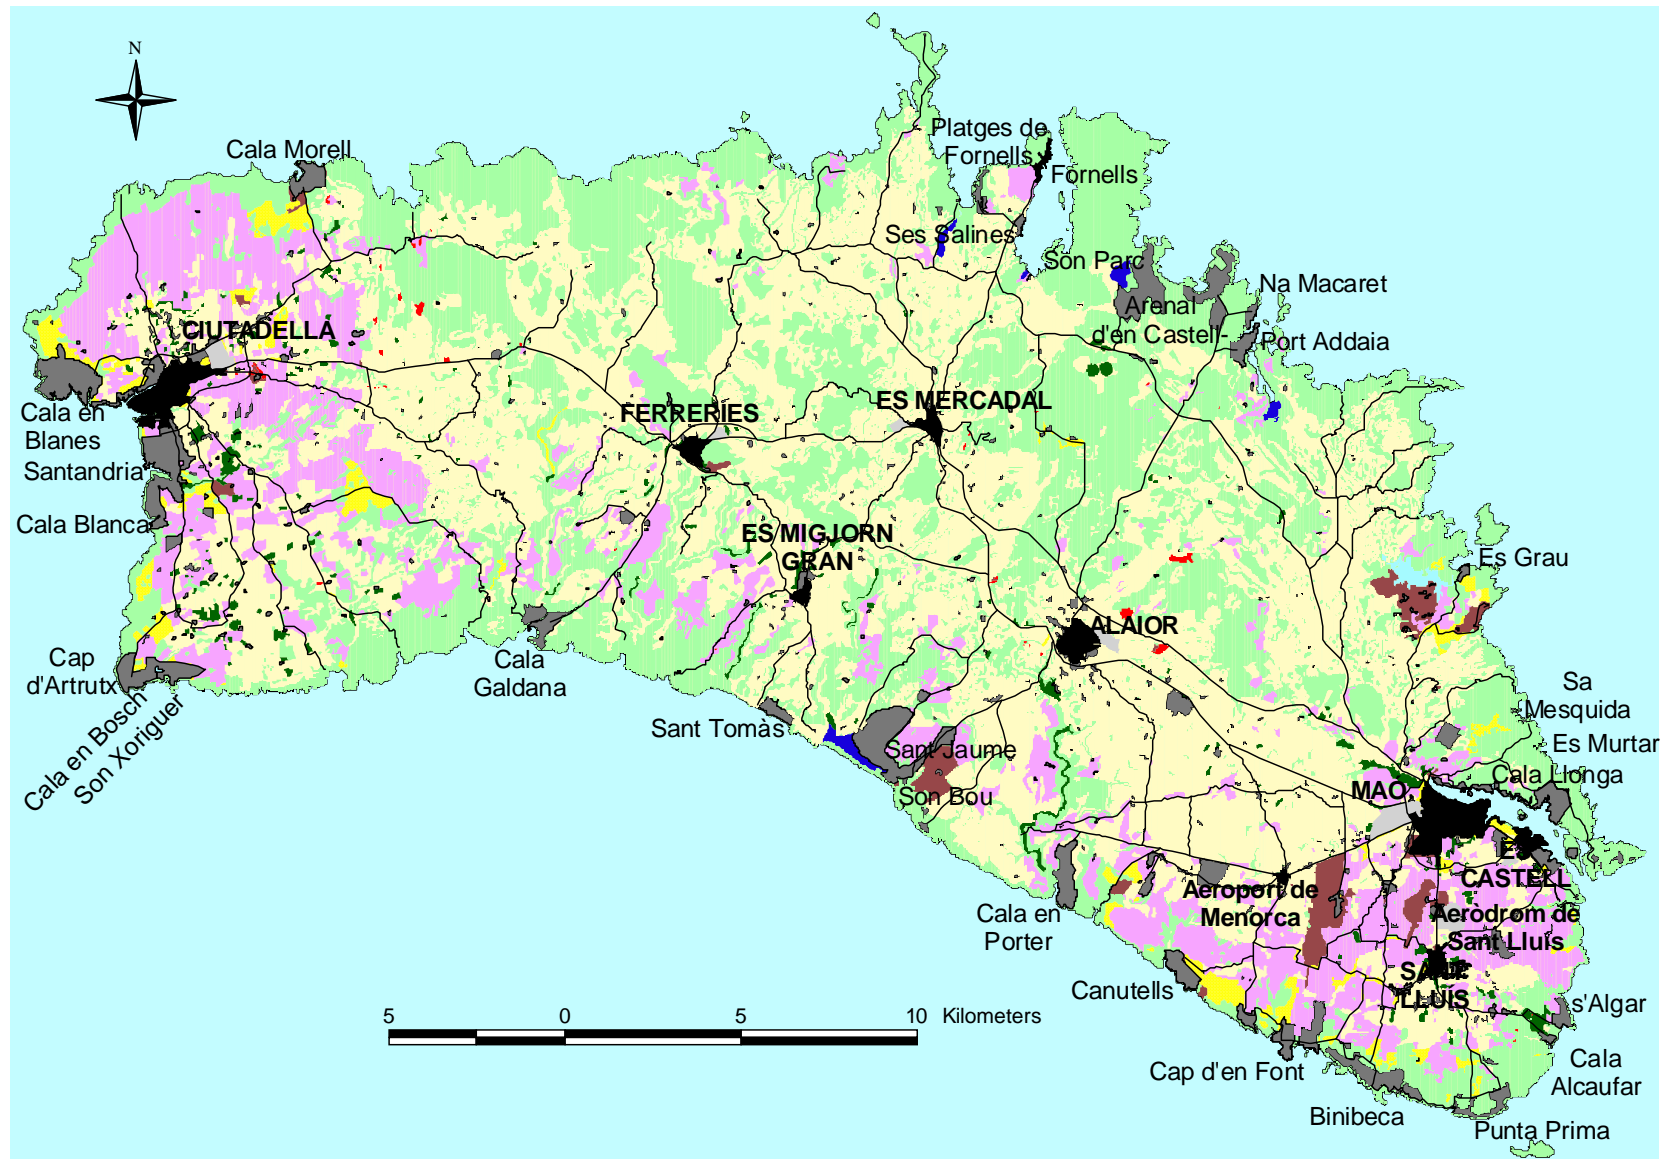 N
Platges de
Fornells
Cala Morell
Fornells
Ses Salines
Son Parc
Na Macaret
Arenal
d'en Castell
CIUTADELLA
Port Addaia
Cala en
Blanes
FERRERIES
ES MERCADAL
Santandria
Cala Blanca
ES MIGJORN
GRAN
Es Grau
ALAIOR
Cap
d'Artrutx
Cala
Galdana
Sa
Mesquida
Cala en Bosch
Son Xoriguer
Sant Tomàs
Sant Jaume
Es Murtar
Cala Llonga
Son Bou
MAO
ES
CASTELL
Aeroport de
Menorca
Cala en
Porter
Aeròdrom de
Sant Lluís
SANT
LLUÍS
Canutells
s'Algar
5 0 5 10 Kilometers
Cap d'en Font
Cala
Alcaufar
Binibeca
Punta Prima